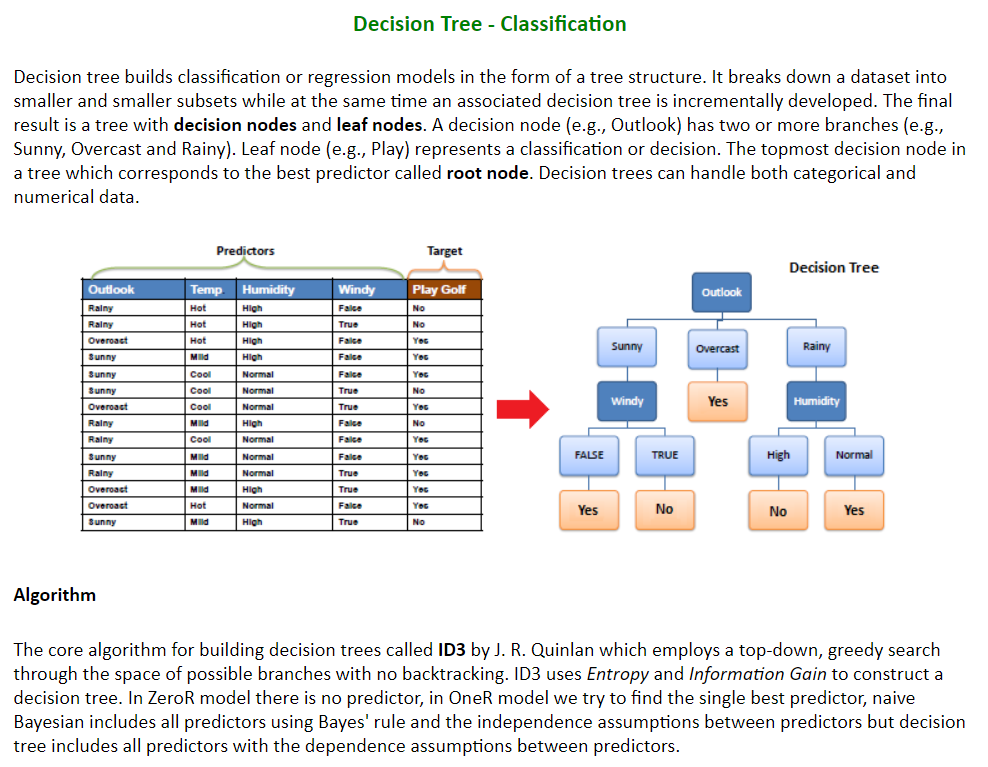 Decision Tree - Classification
Decision tree builds classification or regression models in the form of a tree structure. It breaks down a dataset into
smaller and smaller subsets while at the same time an associated decision tree is incrementally developed. The final
result is a tree with decision nodes and leaf nodes. A decision node (e.g., Outlook) has two or more branches (e.g.,
Sunny, Overcast and Rainy). Leaf node (e.g., Play) represents a classification or decision. The topmost decision node in
a tree which corresponds to the best predictor called root node. Decision trees can handle both categorical and
numerical data.
Predictors Target
Outlook Temp Humidity Windy Play Golf
Rainy Hot High False No
Rainy Hot High True No
Overcast Hot High False Yes
Sunny Mild High False Yes
Sunny Cool Normal False Yes
Sunny Cool Normal True No
Overcast Cool Normal True Yes
Rainy Mild High False No
Rainy Cool Normal False Yes
Sunny Mild Normal False Yes
Rainy Mild Normal True Yes
Overcast Mild High True Yes
Overcast Hot Normal False Yes
Sunny Mild High True No
Decision Tree
Outlook
Sunny Overcast Rainy
Windy Yes Humidity
FALSE TRUE High Normal
Yes No No Yes
Algorithm
The core algorithm for building decision trees called ID3 by J. R. Quinlan which employs a top-down, greedy search
through the space of possible branches with no backtracking. ID3 uses Entropy and Information Gain to construct a
decision tree. In ZeroR model there is no predictor, in OneR model we try to find the single best predictor, naive
Bayesian includes all predictors using Bayes' rule and the independence assumptions between predictors but decision
tree includes all predictors with the dependence assumptions between predictors.